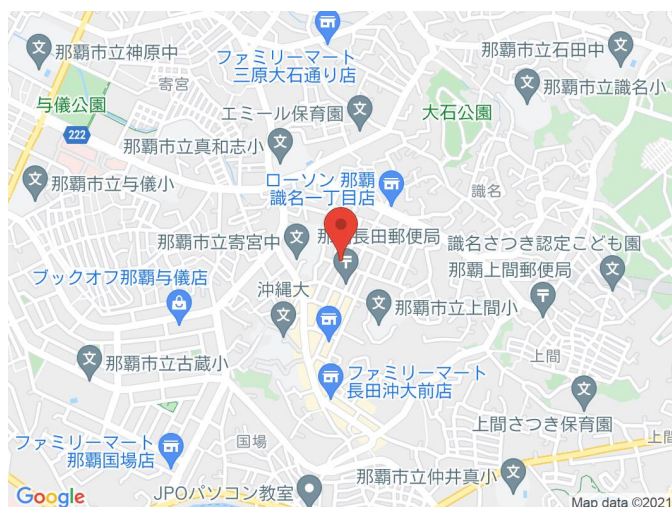 ファミリーマート
三原大石通り店
那覇市立神原中
那覇市立石田中
寄宮
那覇市立識名小
与儀公園
エミール保育園
大石公園
222
那覇市立真和志小
ローソン 那覇
識名一丁目店
那覇市立与儀小
識名
那覇市立寄宮中
長田郵便局
識名さつき認定こども園
ブックオフ那覇与儀店
沖縄大
那覇上間郵便局
那覇市立上間小
那覇市立古蔵小
上間
ファミリーマート
長田沖大前店
上間さつき保育園
ファミリーマート
那覇国場店
国場
上間
那覇市立仲井真小
JPOパソコン教室
Google
Map data ©2021